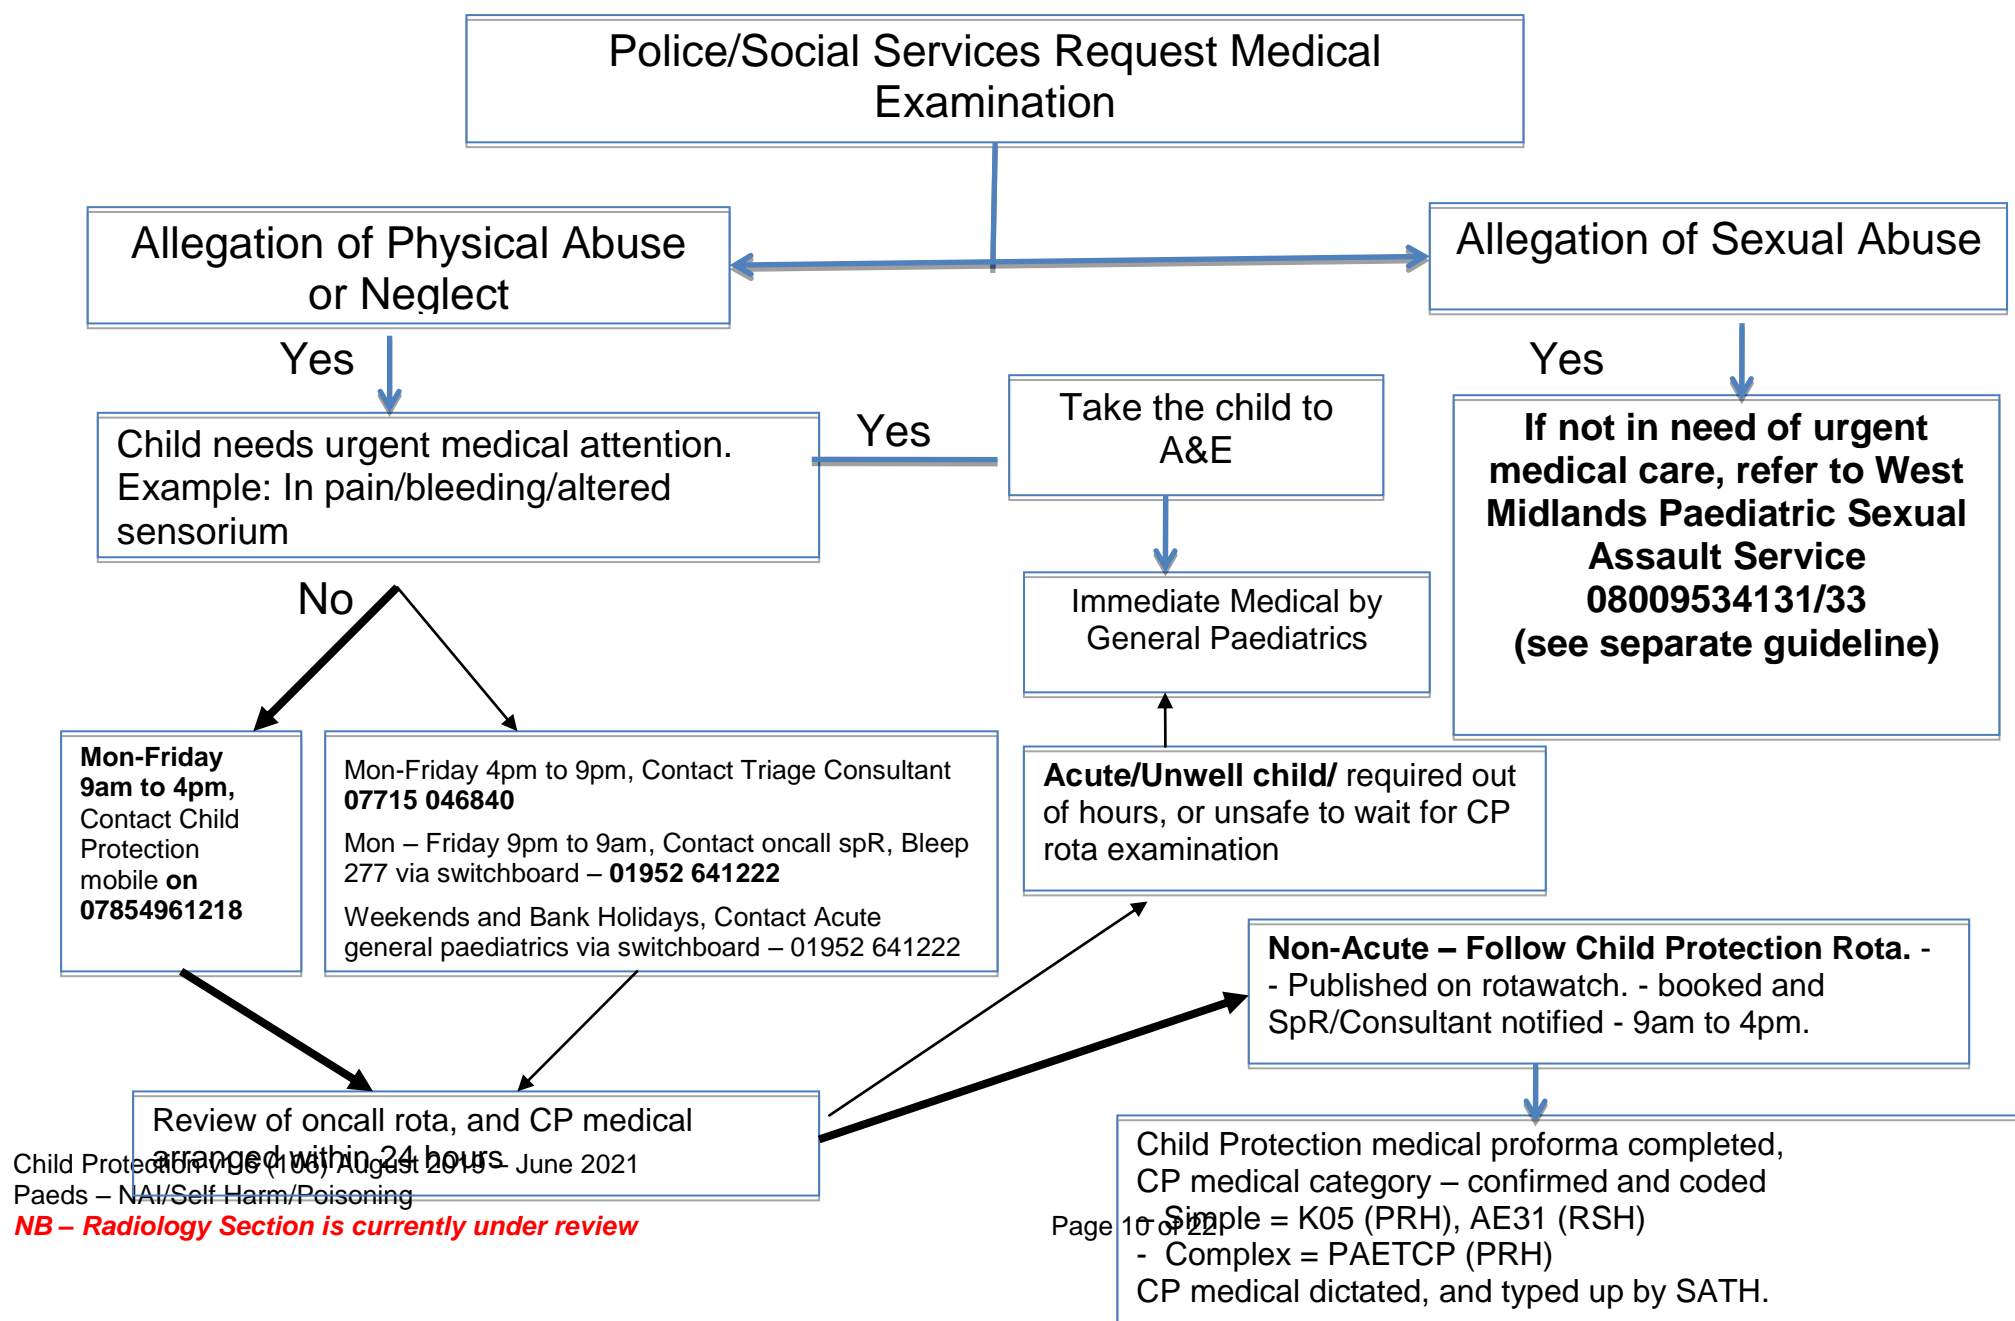 Police/Social Services Request Medical
Examination
Allegation of Physical Abuse
or Neglect
Allegation of Sexual Abuse
Yes
Yes
Child needs urgent medical attention.
Example: In pain/bleeding/altered
sensorium
Yes
Take the child to
A&E
If not in need of urgent
medical care, refer to West
Midlands Paediatric Sexual
Assault Service
08009534131/33
(see separate guideline)
No
Immediate Medical by
General Paediatrics
Mon-Friday
9am to 4pm,
Contact Child
Protection
mobile on
07854961218
Mon-Friday 4pm to 9pm, Contact Triage Consultant
07715 046840
Mon – Friday 9pm to 9am, Contact oncall spR, Bleep
277 via switchboard – 01952 641222
Weekends and Bank Holidays, Contact Acute
general paediatrics via switchboard – 01952 641222
Acute/Unwell child/ required out
of hours, or unsafe to wait for CP
rota examination
Non-Acute – Follow Child Protection Rota. -
- Published on rotawatch. - booked and
SpR/Consultant notified - 9am to 4pm.
Review of oncall rota, and CP medical
arranged within 24 hours
Child Protection medical proforma completed,
CP medical category – confirmed and coded
- Simple = K05 (PRH), AE31 (RSH)
- Complex = PAETCP (PRH)
CP medical dictated, and typed up by SATH.
Child Protection v1.6 (106) August 2019 – June 2021
Paeds – NAI/Self Harm/Poisoning
NB – Radiology Section is currently under review
Page 10 of 22